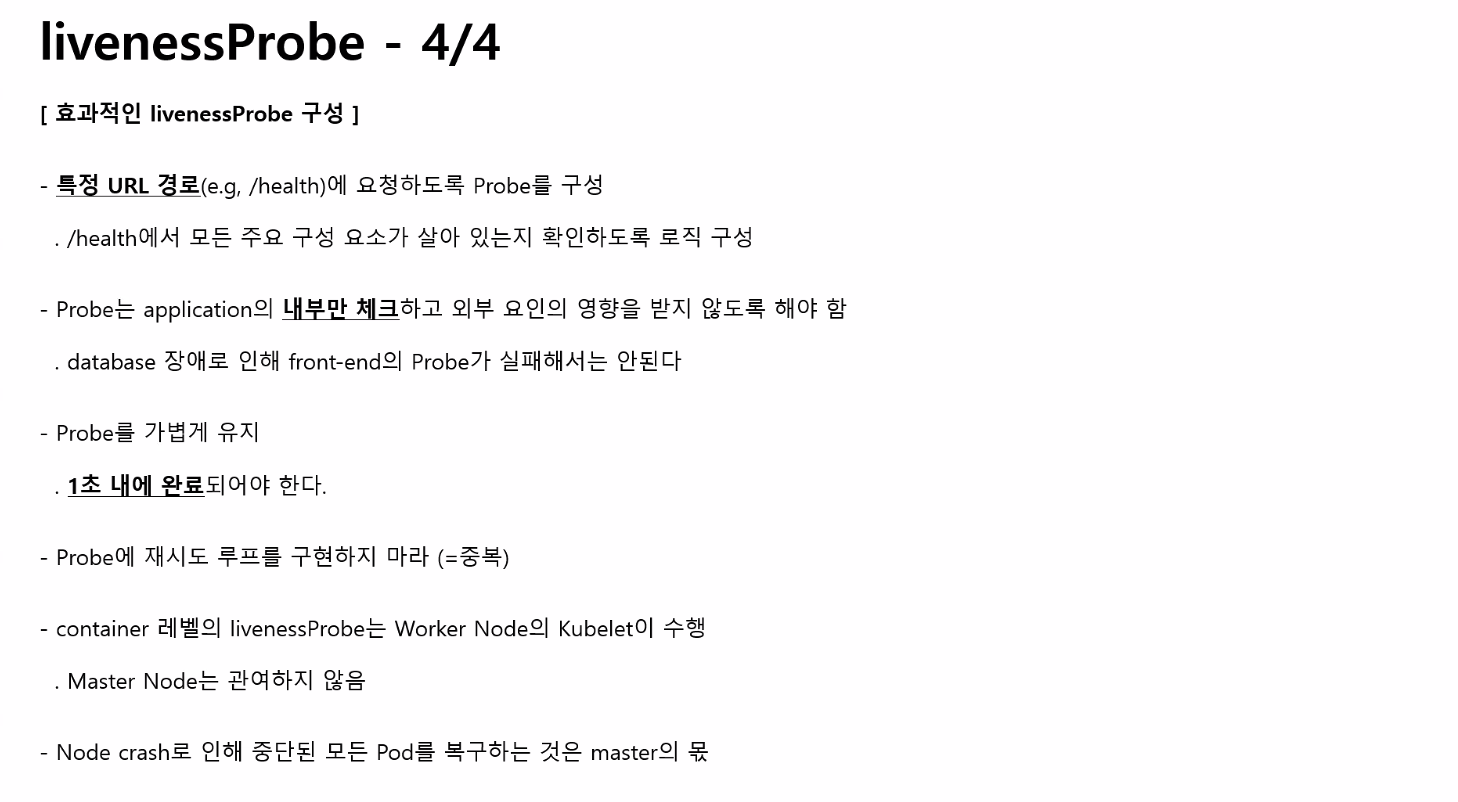 livenessProbe - 4/4
[ 효과적인 livenessProbe 구성 ]
- 특정 URL 경로(e.g, /health)에 요청하도록 Probe를 구성
. /health에서 모든 주요 구성 요소가 살아 있는지 확인하도록 로직 구성
- Probe는 application의 내부만 체크하고 외부 요인의 영향을 받지 않도록 해야 함
. database 장애로 인해 front-end의 Probe가 실패해서는 안된다
- Probe를 가볍게 유지
. 1초 내에 완료되어야 한다.
- Probe에 재시도 루프를 구현하지 마라 (=중복)
- container 레벨의 livenessProbe는 Worker Node의 Kubelet이 수행
. Master Node는 관여하지 않음
- Node crash로 인해 중단된 모든 Pod를 복구하는 것은 master의 몫